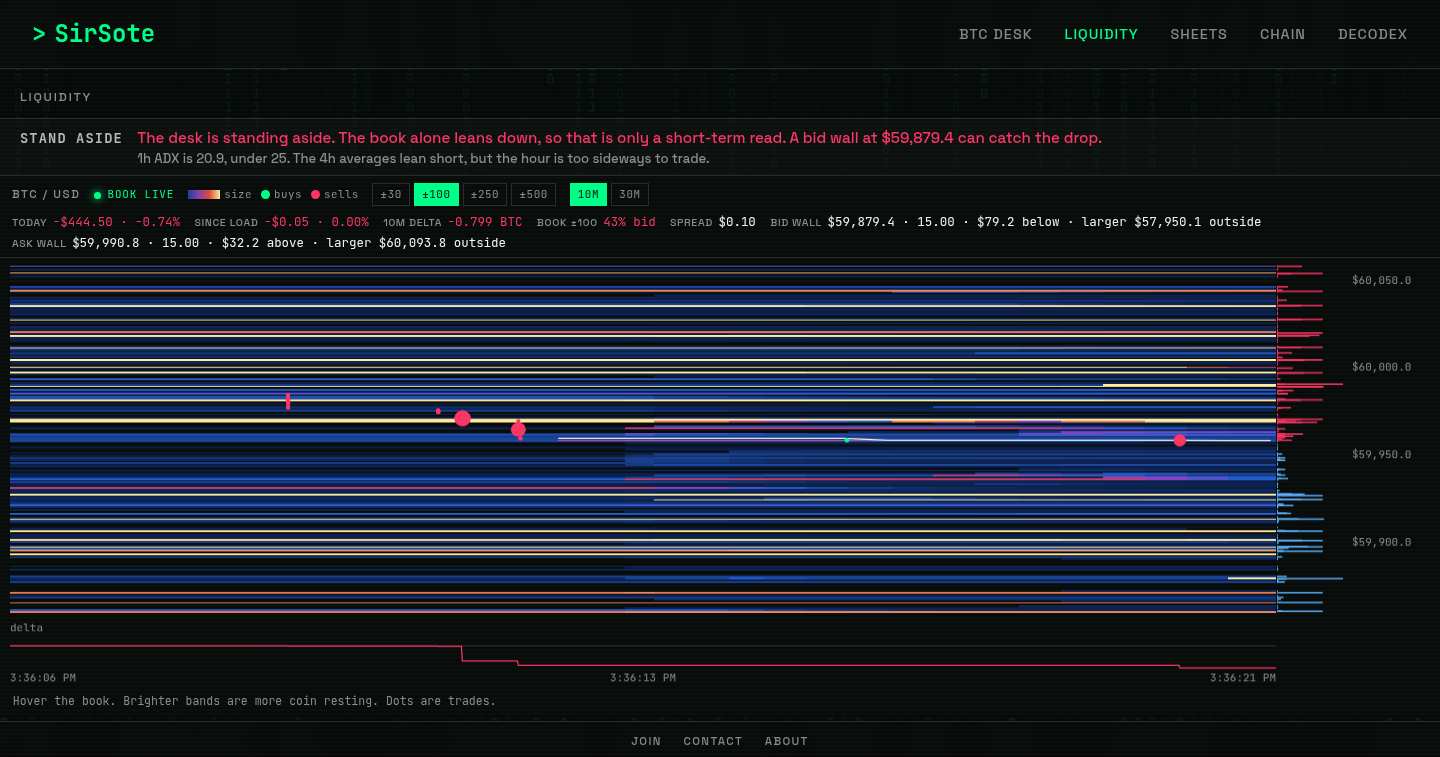 > SirSote
BTC DESK LIQUIDITY SHEETS CHAIN DECODEX
LIQUIDITY
STAND ASIDE The desk is standing aside. The book alone leans down, so that is only a short-term read. A bid wall at $59,879.4 can catch the drop.
1h ADX is 20.9, under 25. The 4h averages lean short, but the hour is too sideways to trade.
BTC / USD BOOK LIVE size buys sells ±30 ±100 ±250 ±500 10M 30M
TODAY -$444.50 · -0.74% SINCE LOAD -$0.05 · 0.00% 10M DELTA -0.799 BTC BOOK ±100 43% bid SPREAD $0.10 BID WALL $59,879.4 · 15.00 · $79.2 below · larger $57,950.1 outside
ASK WALL $59,990.8 · 15.00 · $32.2 above · larger $60,093.8 outside
$60,050.0
$60,000.0
$59,950.0
$59,900.0
delta
3:36:06 PM 3:36:13 PM 3:36:21 PM
Hover the book. Brighter bands are more coin resting. Dots are trades.
JOIN CONTACT ABOUT